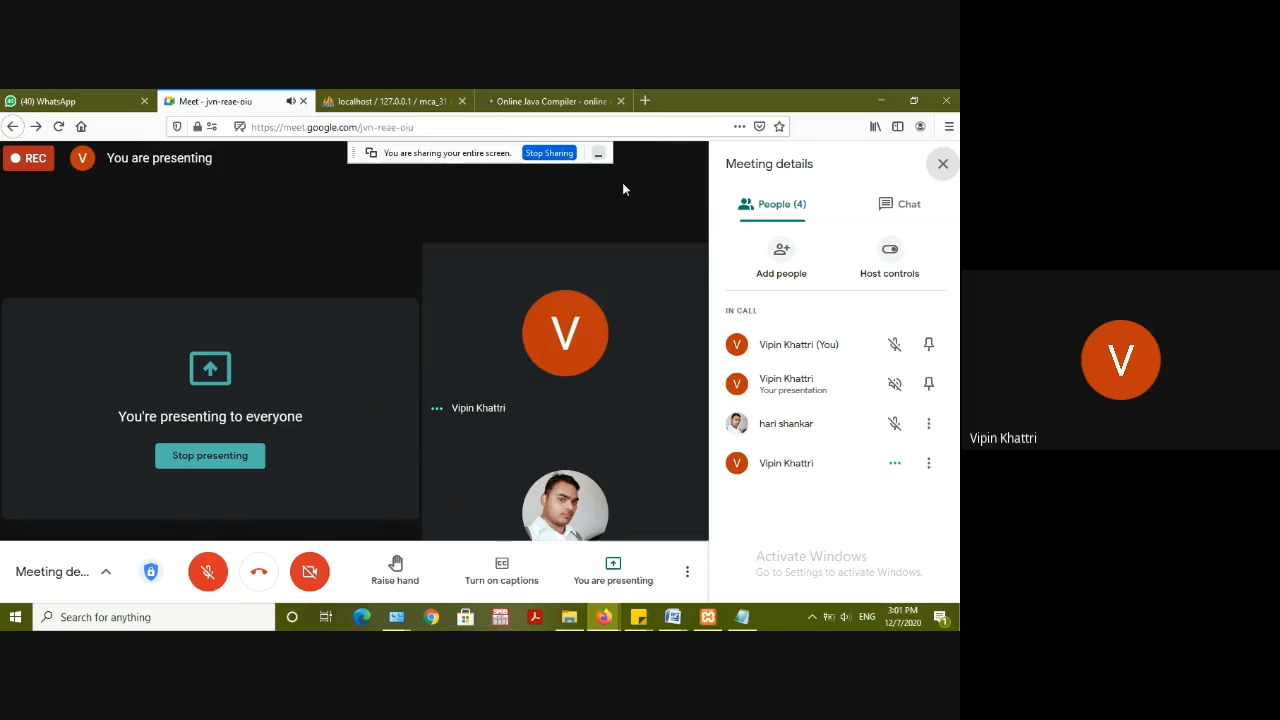 (40) WhatsApp
Meet - jvn-reae-oiu
localhost / 127.0.0.1 / mca_31
Online Java Compiler - online
https://meet.google.com/jvn-reae-oiu
REC
V
You are presenting
You are sharing your entire screen.
Stop Sharing
Meeting details
People (4)
Chat
Add people
Host controls
IN CALL
V
Vipin Khattri (You)
V
Vipin Khattri
Your presentation
hari shankar
V
Vipin Khattri
You're presenting to everyone
Stop presenting
V
Vipin Khattri
V
Vipin Khattri
Activate Windows
Go to Settings to activate Windows.
Meeting de...
Raise hand
CC
Turn on captions
You are presenting
Search for anything
ENG
3:01 PM
12/7/2020
1